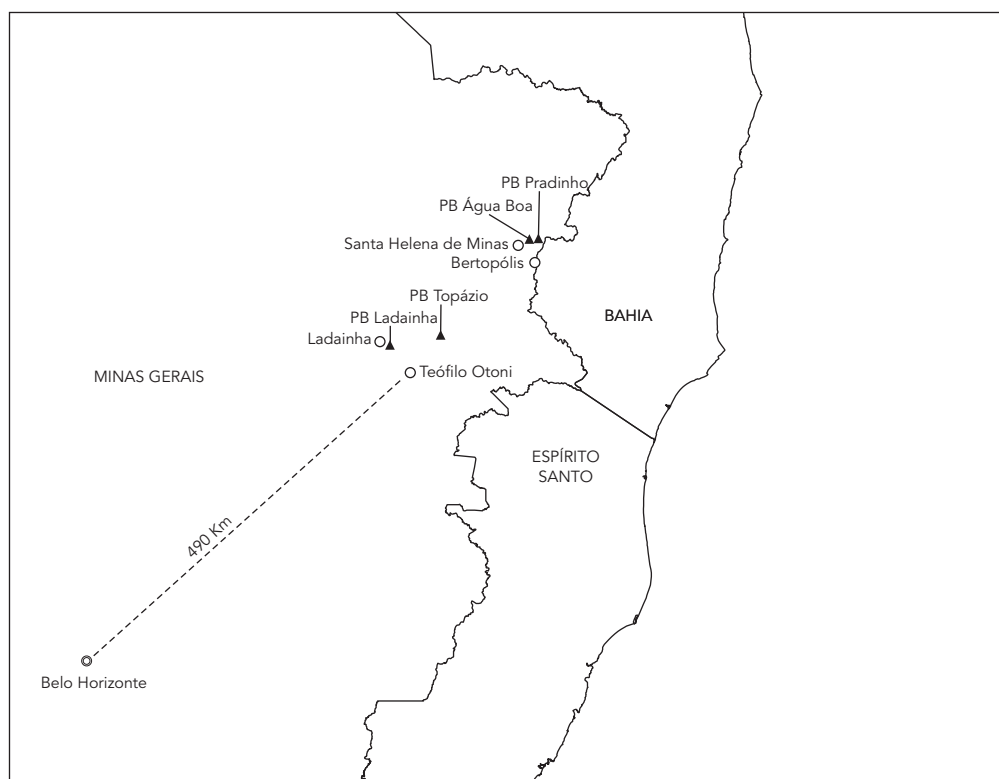 PB Pradinho
PB Água Boa
Santa Helena de Minas
Bertopólis
PB Topázio
PB Ladainha
BAHIA
Ladainha
Teófilo Otoni
MINAS GERAIS
ESPÍRITO
SANTO
490 Km
Belo Horizonte